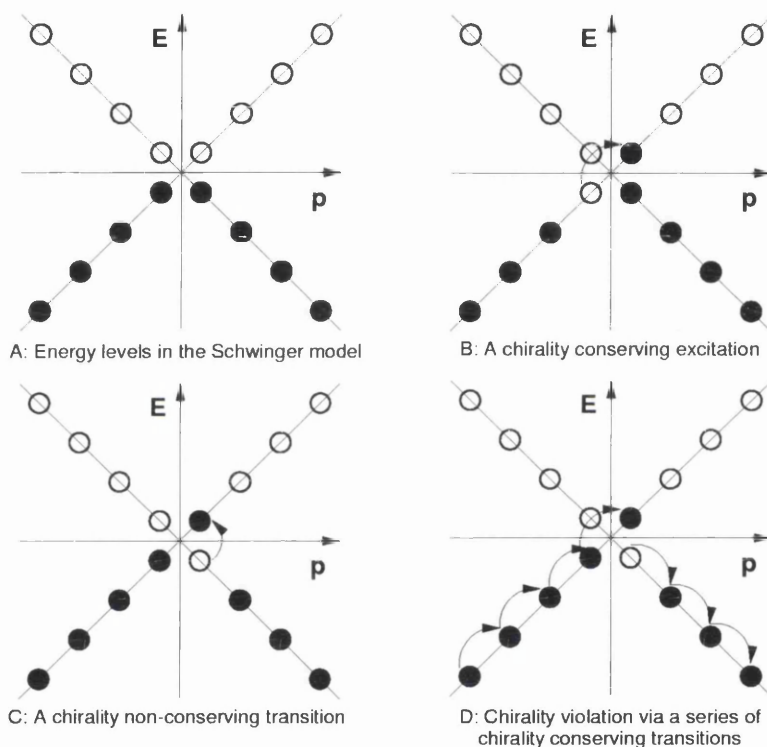 E
p
A: Energy levels in the Schwinger model
E
p
B: A chirality conserving excitation
E
p
C: A chirality non-conserving transition
E
p
D: Chirality violation via a series of
chirality conserving transitions